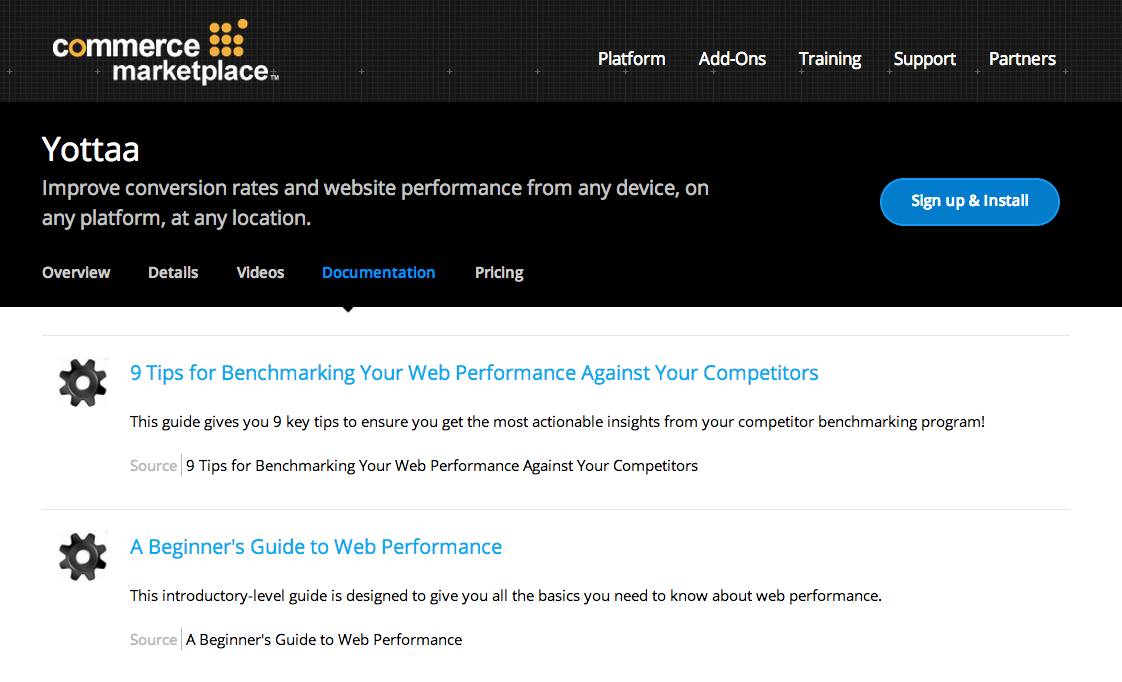 commerce
marketplace™
Platform Add-Ons Training Support Partners
Yottaa
Improve conversion rates and website performance from any device, on
any platform, at any location.
Sign up & Install
Overview Details Videos Documentation Pricing
9 Tips for Benchmarking Your Web Performance Against Your Competitors
This guide gives you 9 key tips to ensure you get the most actionable insights from your competitor benchmarking program!
Source 9 Tips for Benchmarking Your Web Performance Against Your Competitors
A Beginner's Guide to Web Performance
This introductory-level guide is designed to give you all the basics you need to know about web performance.
Source A Beginner's Guide to Web Performance